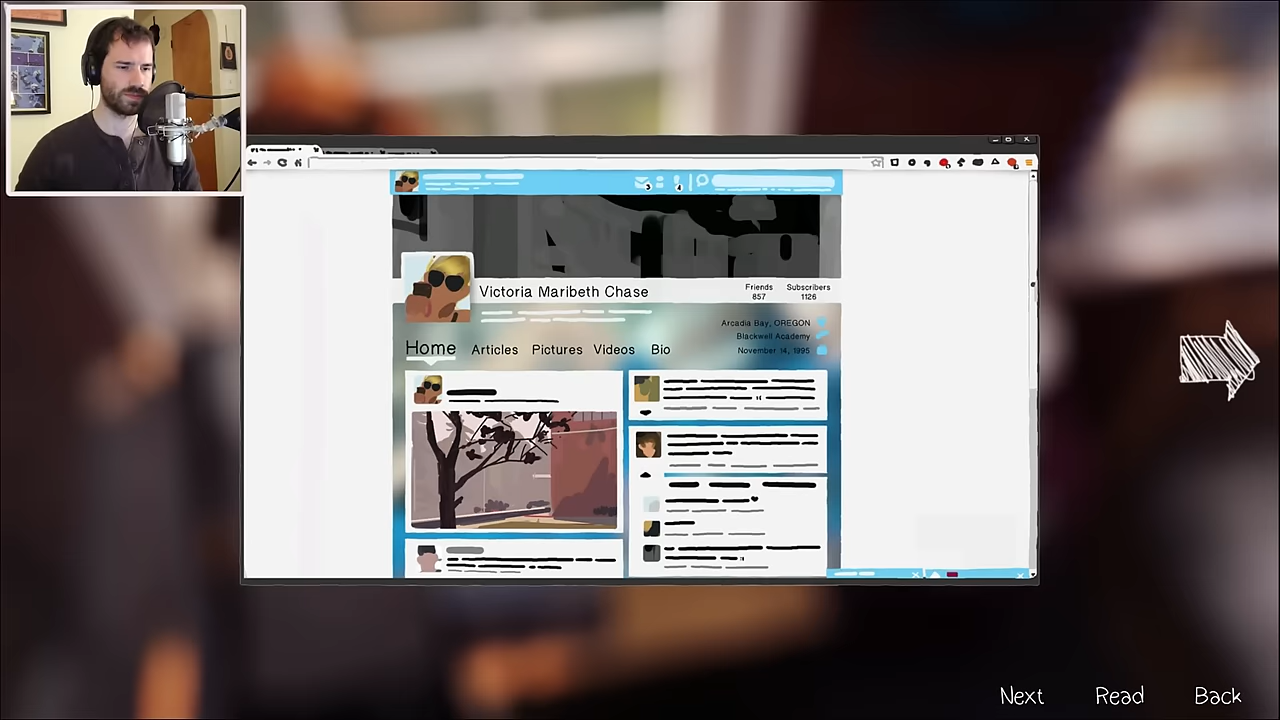 Victoria Maribeth Chase
Friends Subscribers
857 1126
Arcadia Bay, OREGON
Blackwell Academy
November 14, 1995
Home Articles Pictures Videos Bio
Next Read Back